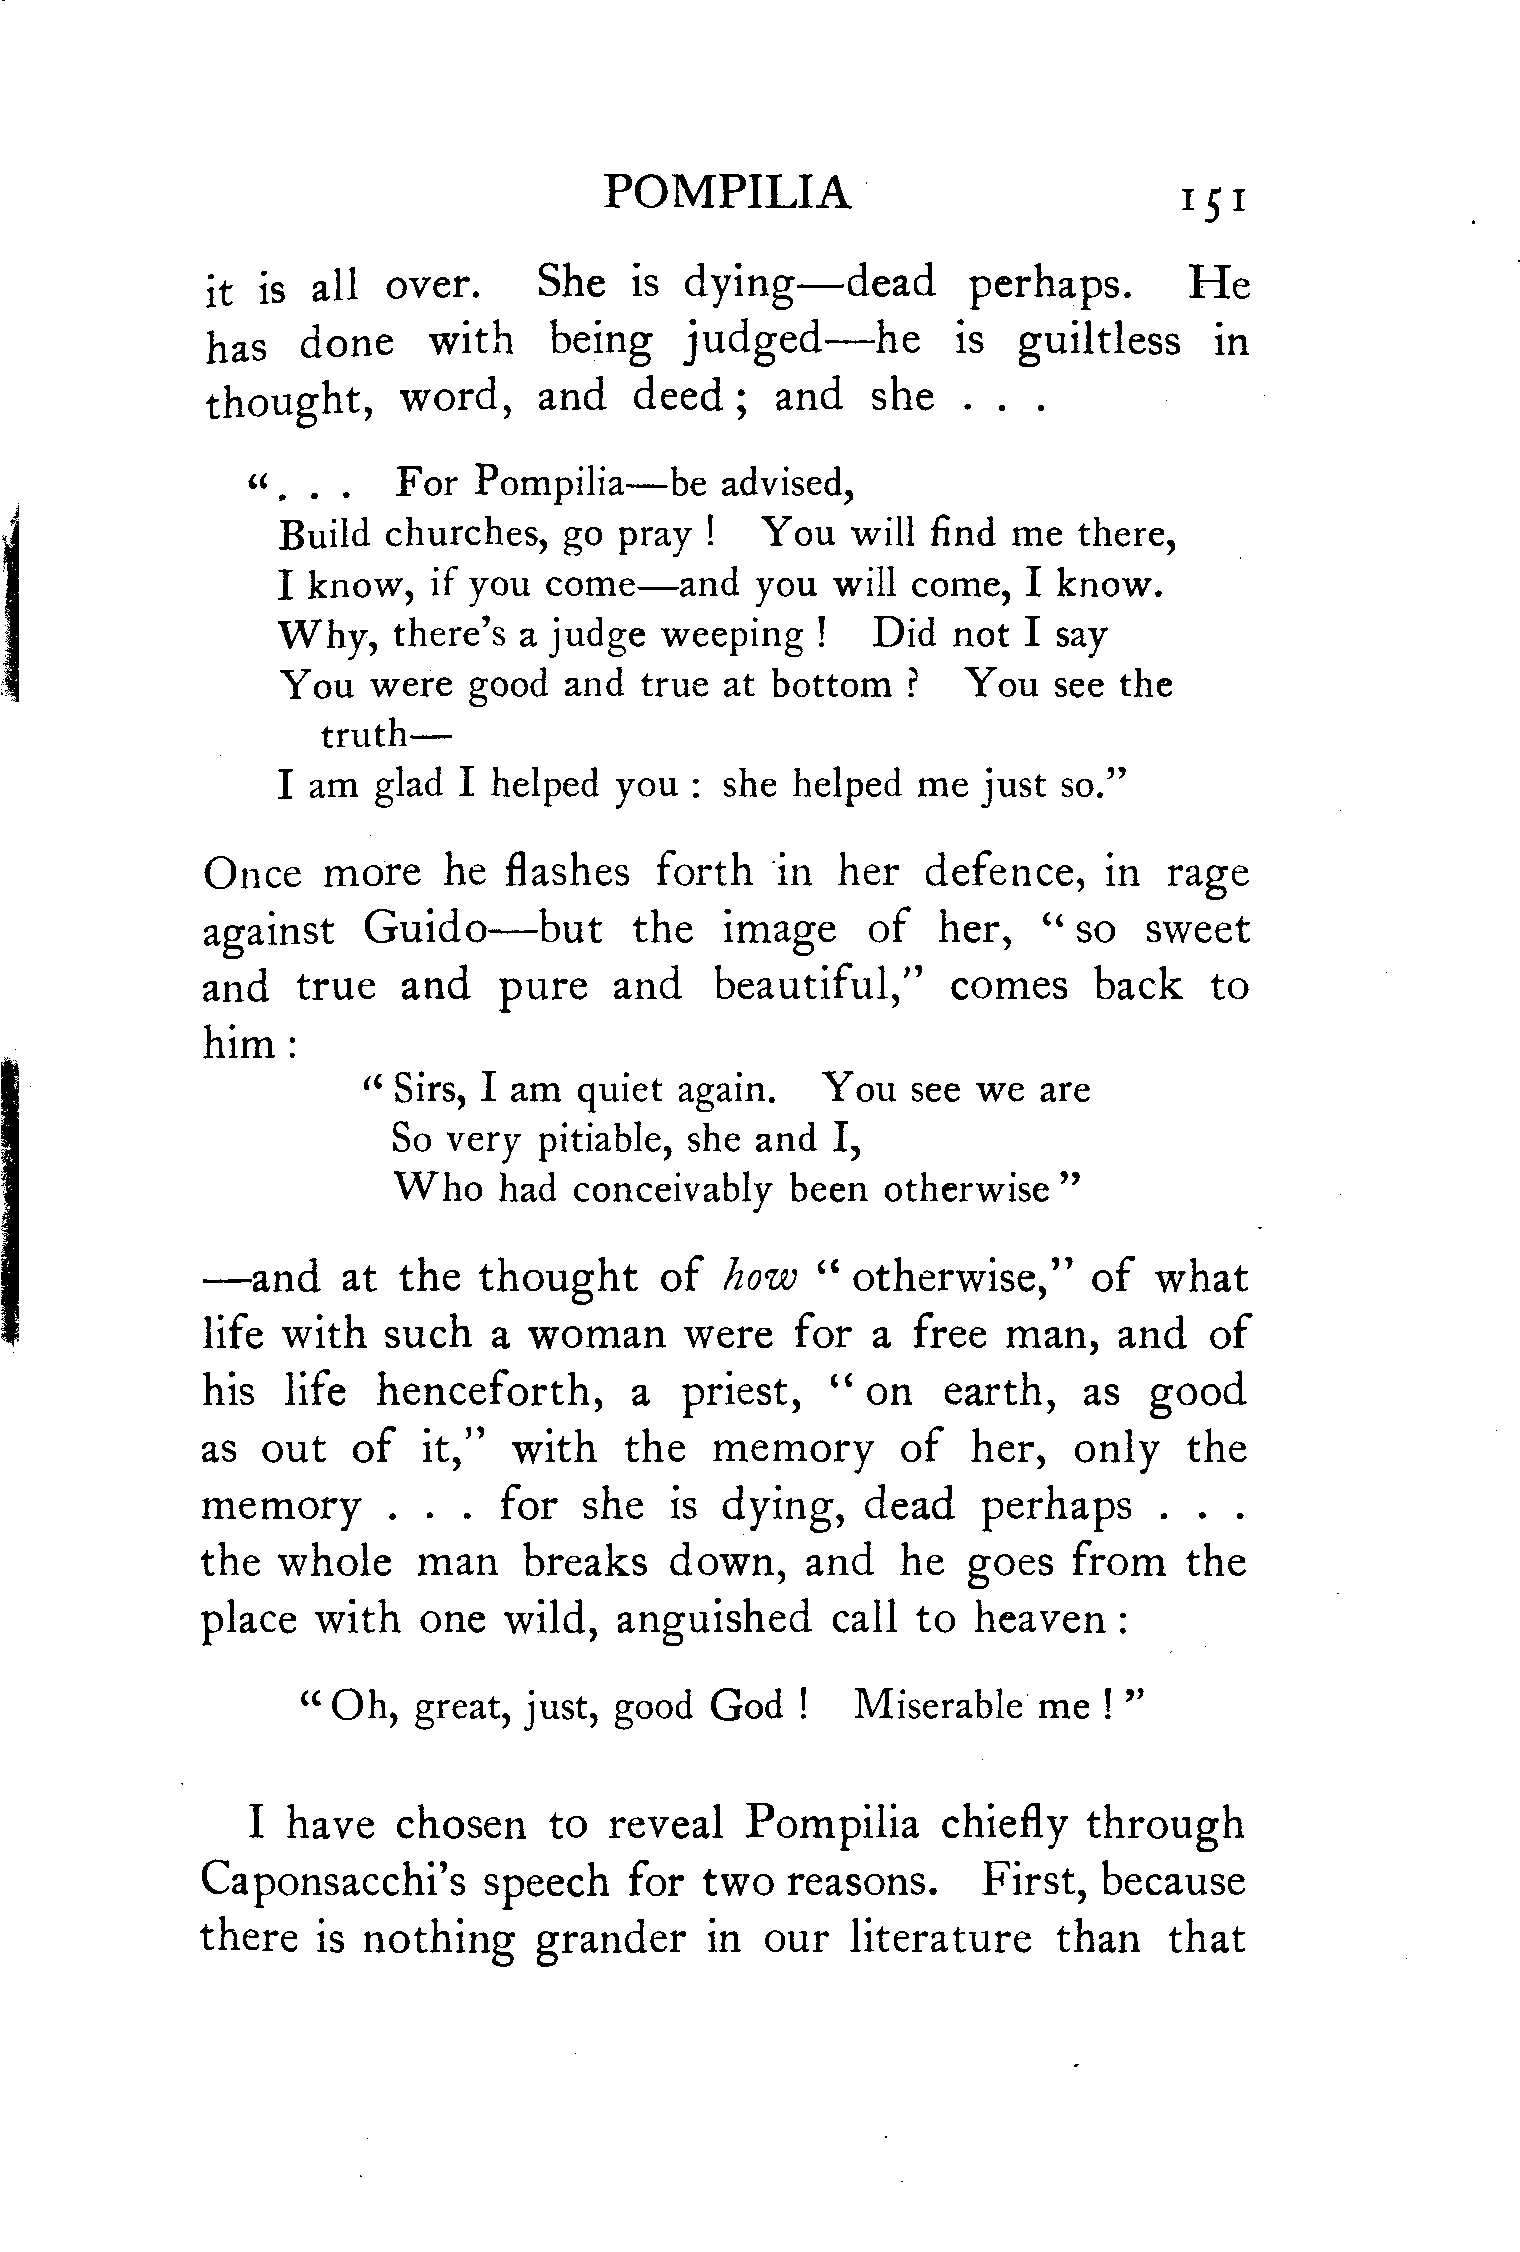 POMPILIA 151
it is all over. She is dying—dead perhaps. He
has done with being judged—he is guiltless in
thought, word, and deed ; and she . . .
“. . . For Pompilia—be advised,
Build churches, go pray ! You will find me there,
I know, if you come—and you will come, I know.
Why, there’s a judge weeping ! Did not I say
You were good and true at bottom ? You see the
truth—
I am glad I helped you : she helped me just so.”
Once more he flashes forth in her defence, in rage
against Guido—but the image of her, “ so sweet
and true and pure and beautiful,” comes back to
him :
“ Sirs, I am quiet again. You see we are
So very pitiable, she and I,
Who had conceivably been otherwise ”
—and at the thought of how “ otherwise,” of what
life with such a woman were for a free man, and of
his life henceforth, a priest, “ on earth, as good
as out of it,” with the memory of her, only the
memory . . . for she is dying, dead perhaps . . .
the whole man breaks down, and he goes from the
place with one wild, anguished call to heaven :
“ Oh, great, just, good God ! Miserable me ! ”
I have chosen to reveal Pompilia chiefly through
Caponsacchi’s speech for two reasons. First, because
there is nothing grander in our literature than that